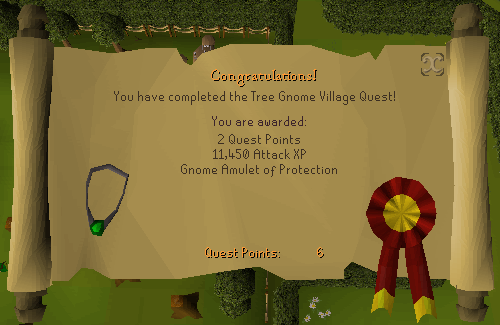 Congratulations!
You have completed the Tree Gnome Village Quest!
You are awarded:
2 Quest Points
11,450 Attack XP
Gnome Amulet of Protection
Quest Points: 6